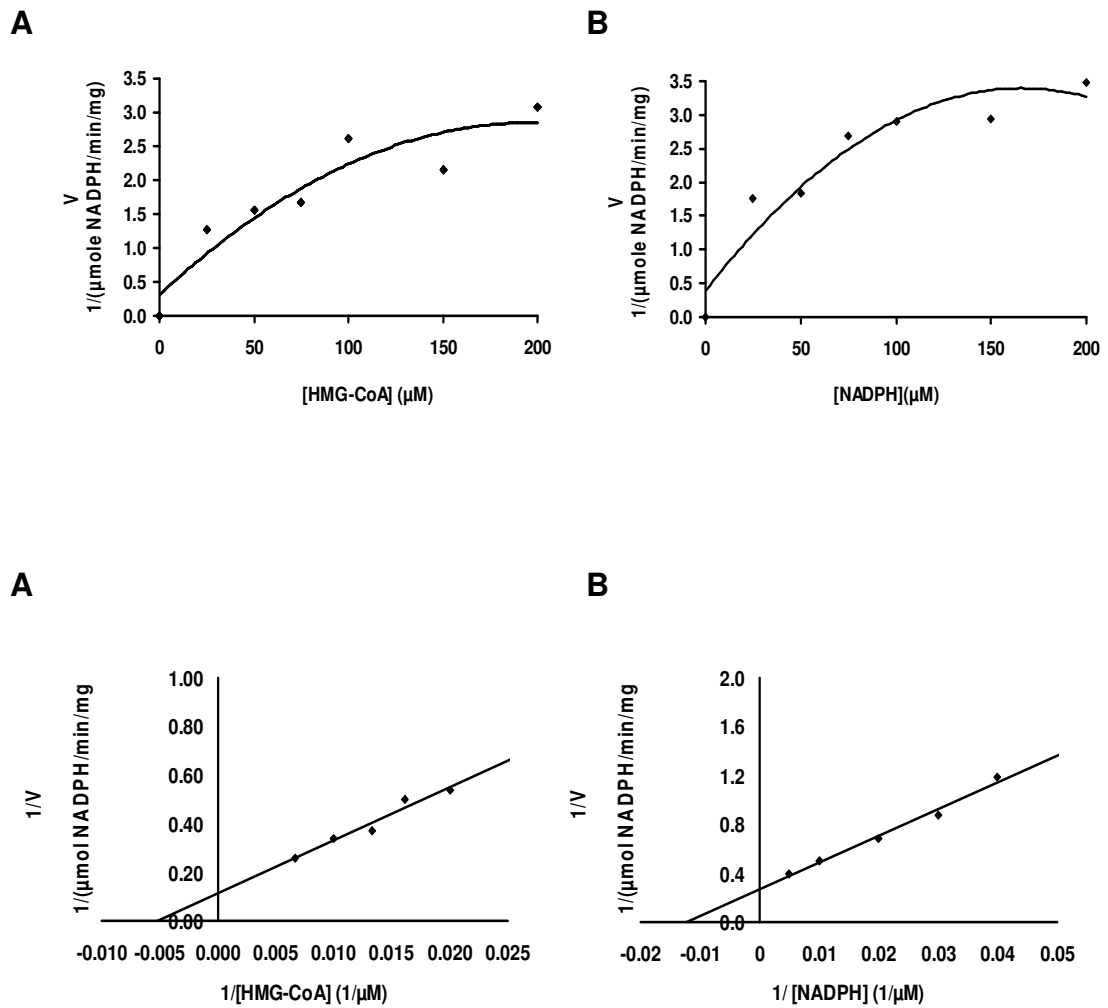 A
B
V
1/(µmole NADPH/min/mg)
3.5
3.0
2.5
2.0
1.5
1.0
0.5
0.0
0 50 100 150 200
[HMG-CoA] (µM)
V
1/(µmole NADPH/min/mg)
3.5
3.0
2.5
2.0
1.5
1.0
0.5
0.0
0 50 100 150 200
[NADPH](µM)
A
B
1/V
1/(µmol NADPH/min/mg
1.00
0.80
0.60
0.40
0.20
0.00
-0.010 -0.005 0.000 0.005 0.010 0.015 0.020 0.025
1/[HMG-CoA] (1/µM)
1/V
1/(µmol NADPH/min/mg
2.0
1.6
1.2
0.8
0.4
0.0
-0.02 -0.01 0 0.01 0.02 0.03 0.04 0.05
1/ [NADPH] (1/µM)